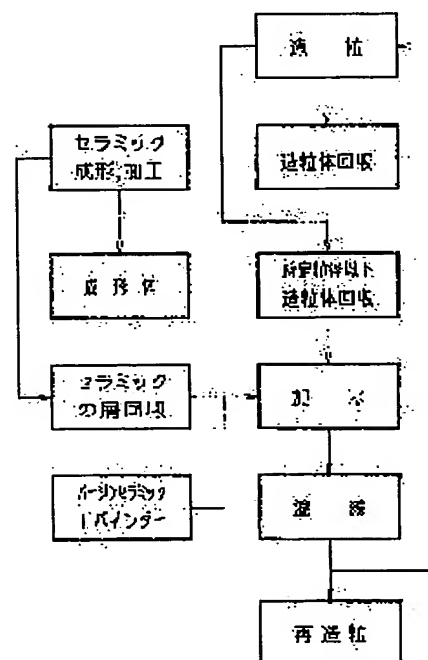 造 粒
セラミック
成形,加工
造粒体回収
成形体
所定粒径以下
造粒体回収
セラミック
の屑回収
加 水
バージンセラミック
+バインダー
混 練
再造粒